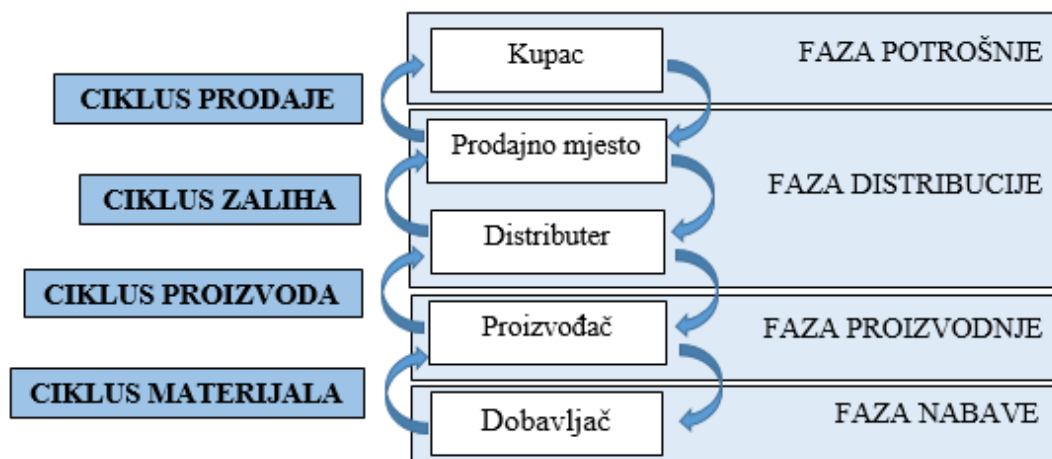 Kupac
FAZA POTROŠNJE
CIKLUS PRODAJE
Prodajno mjesto
FAZA DISTRIBUCIJE
CIKLUS ZALIHA
Distributer
CIKLUS PROIZVODA
Proizvođač
FAZA PROIZVODNJE
CIKLUS MATERIJALA
Dobavljač
FAZA NABAVE